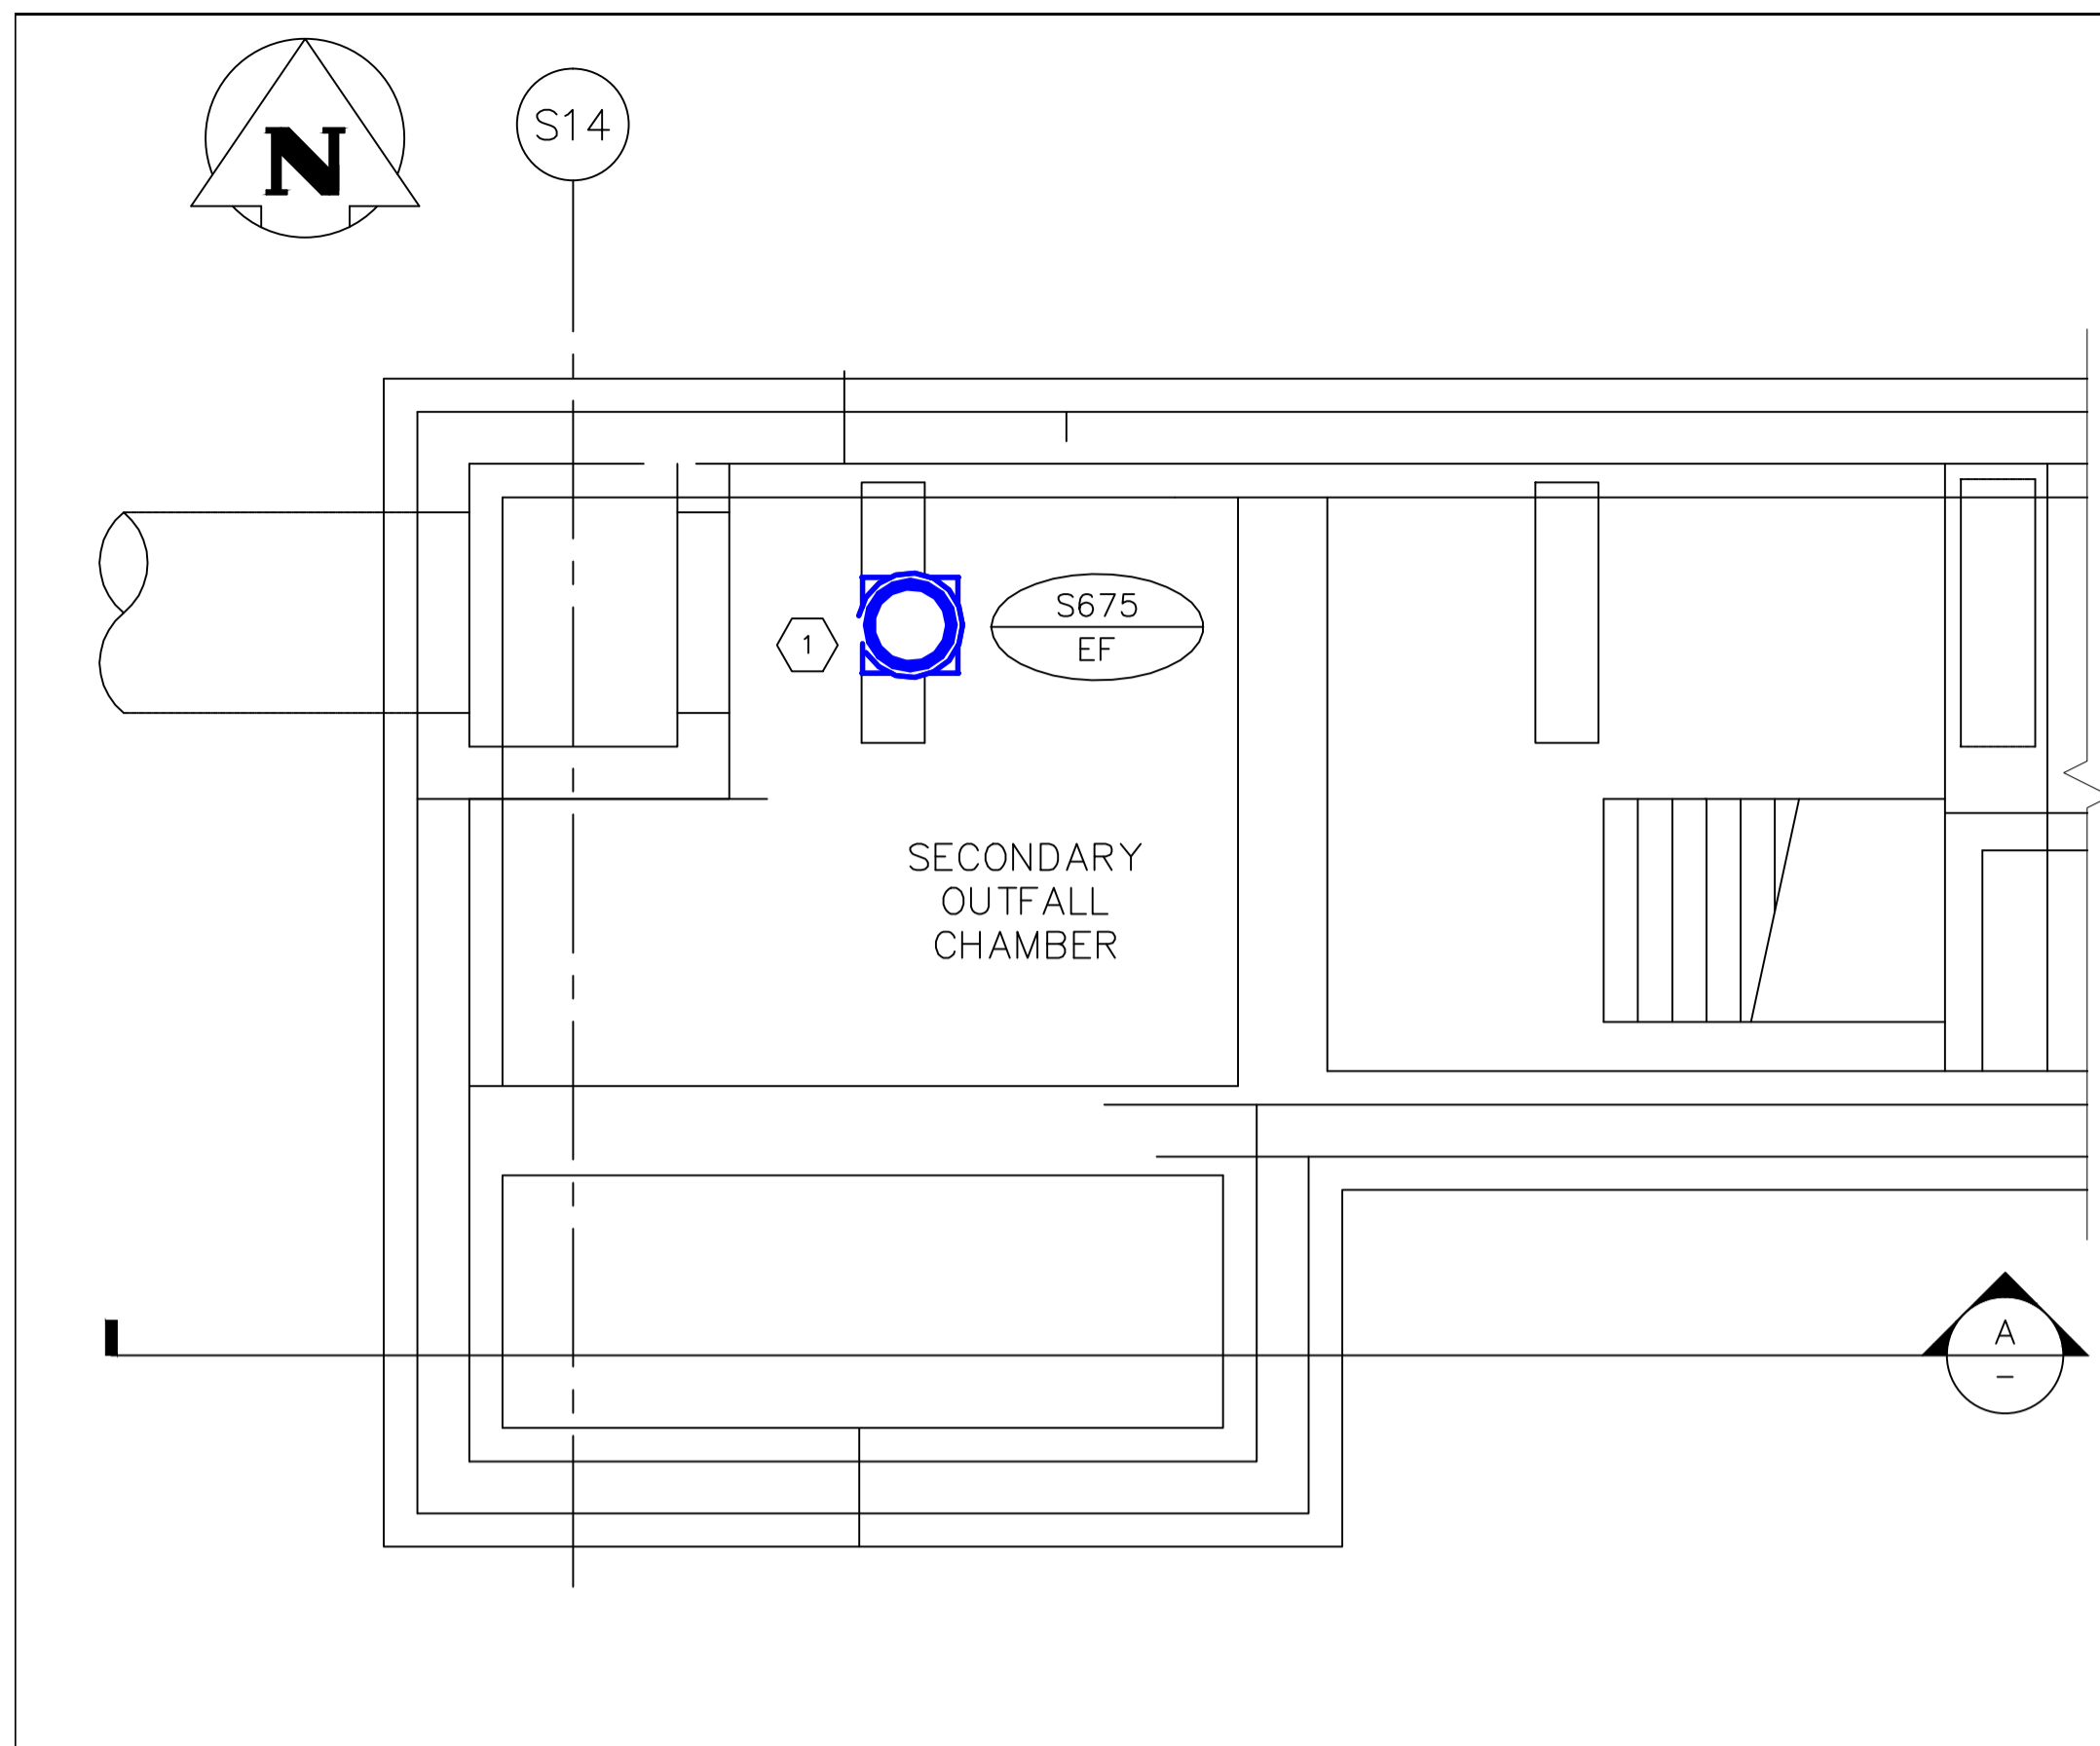 N
S14
S675
EF
1
SECONDARY
OUTFALL
CHAMBER
A
–